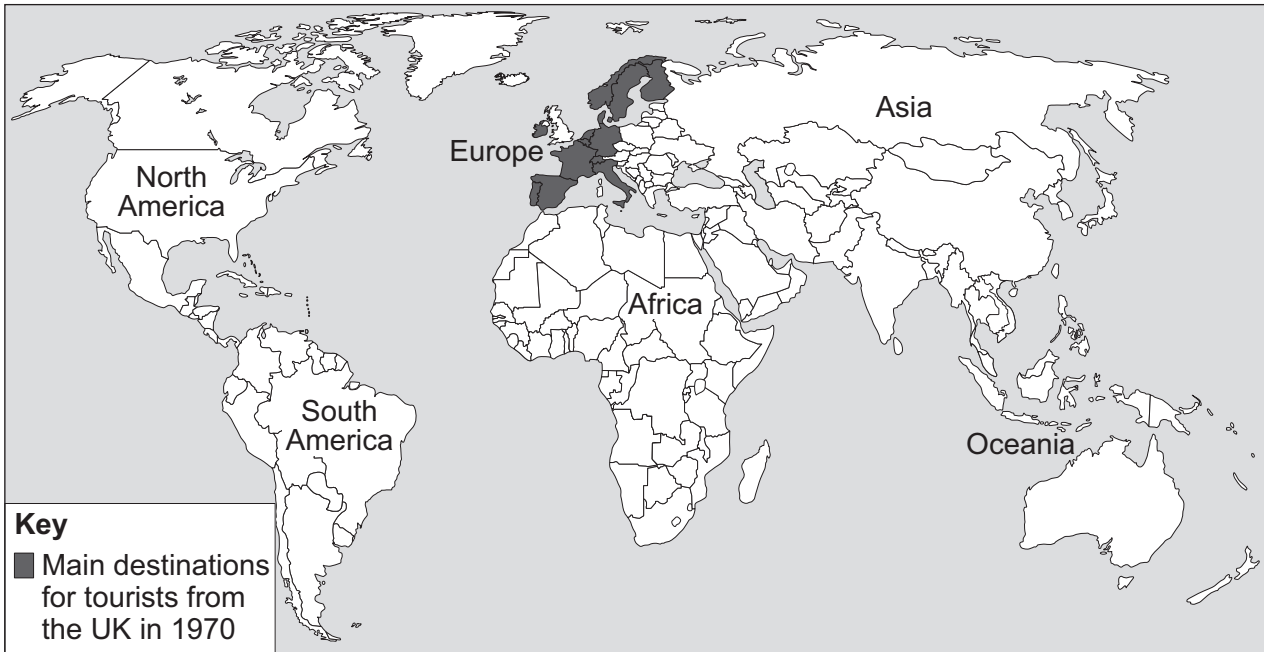 Asia
Europe
North
America
Africa
South
America
Oceania
Key
Main destinations
for tourists from
the UK in 1970